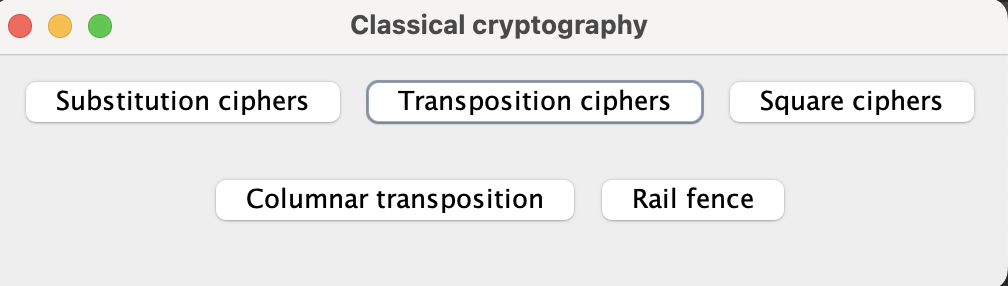 Classical cryptography
Substitution ciphers Transposition ciphers Square ciphers
Columnar transposition Rail fence